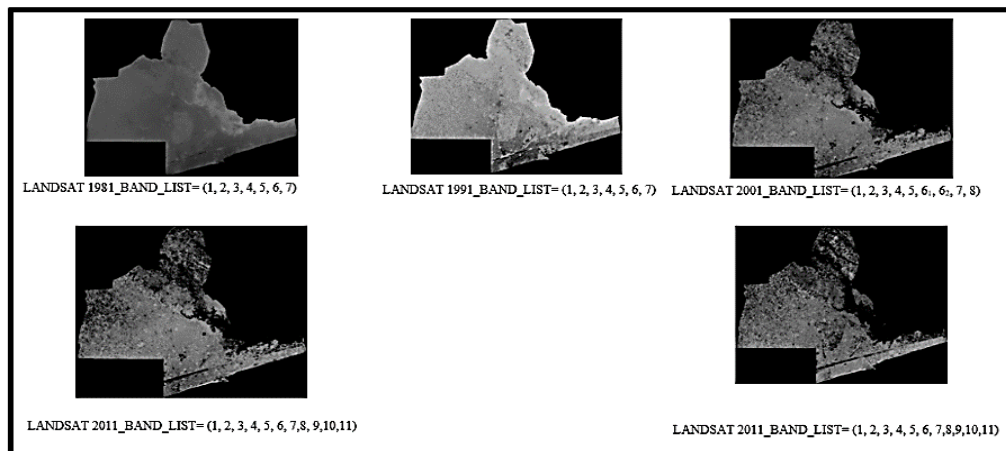 LANDSAT 1981_BAND_LIST= (1, 2, 3, 4, 5, 6, 7)
LANDSAT 1991_BAND_LIST= (1, 2, 3, 4, 5, 6, 7)
LANDSAT 2001_BAND_LIST= (1, 2, 3, 4, 5, 6₁, 6₂, 7, 8)
LANDSAT 2011_BAND_LIST= (1, 2, 3, 4, 5, 6, 7,8, 9,10,11)
LANDSAT 2011_BAND_LIST= (1, 2, 3, 4, 5, 6, 7,8,9,10,11)